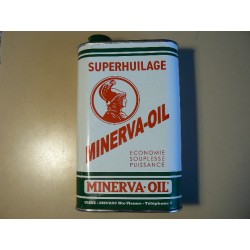 SUPERHUILAGE
MINERVA-OIL
ECONOMIE
SOUPLESSE
PUISSANCE
MINERVA-OIL